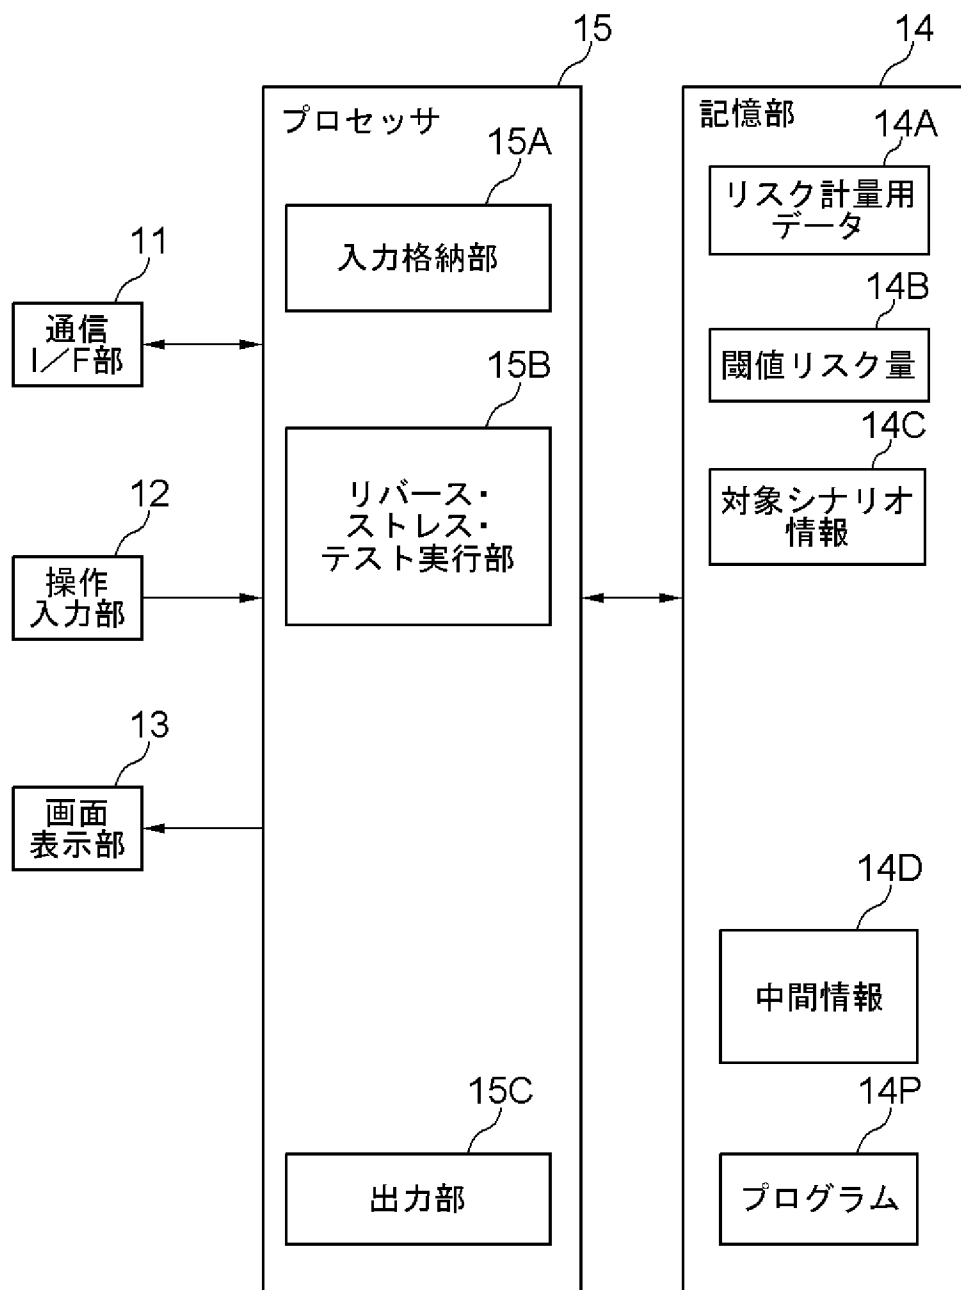 15
14
プロセッサ
記憶部
15A
14A
入力格納部
リスク計量用
データ
11
通信
I／F部
14B
閾値リスク量
15B
リバース・
ストレス・
テスト実行部
14C
対象シナリオ
情報
12
操作
入力部
13
画面
表示部
14D
中間情報
15C
出力部
14P
プログラム